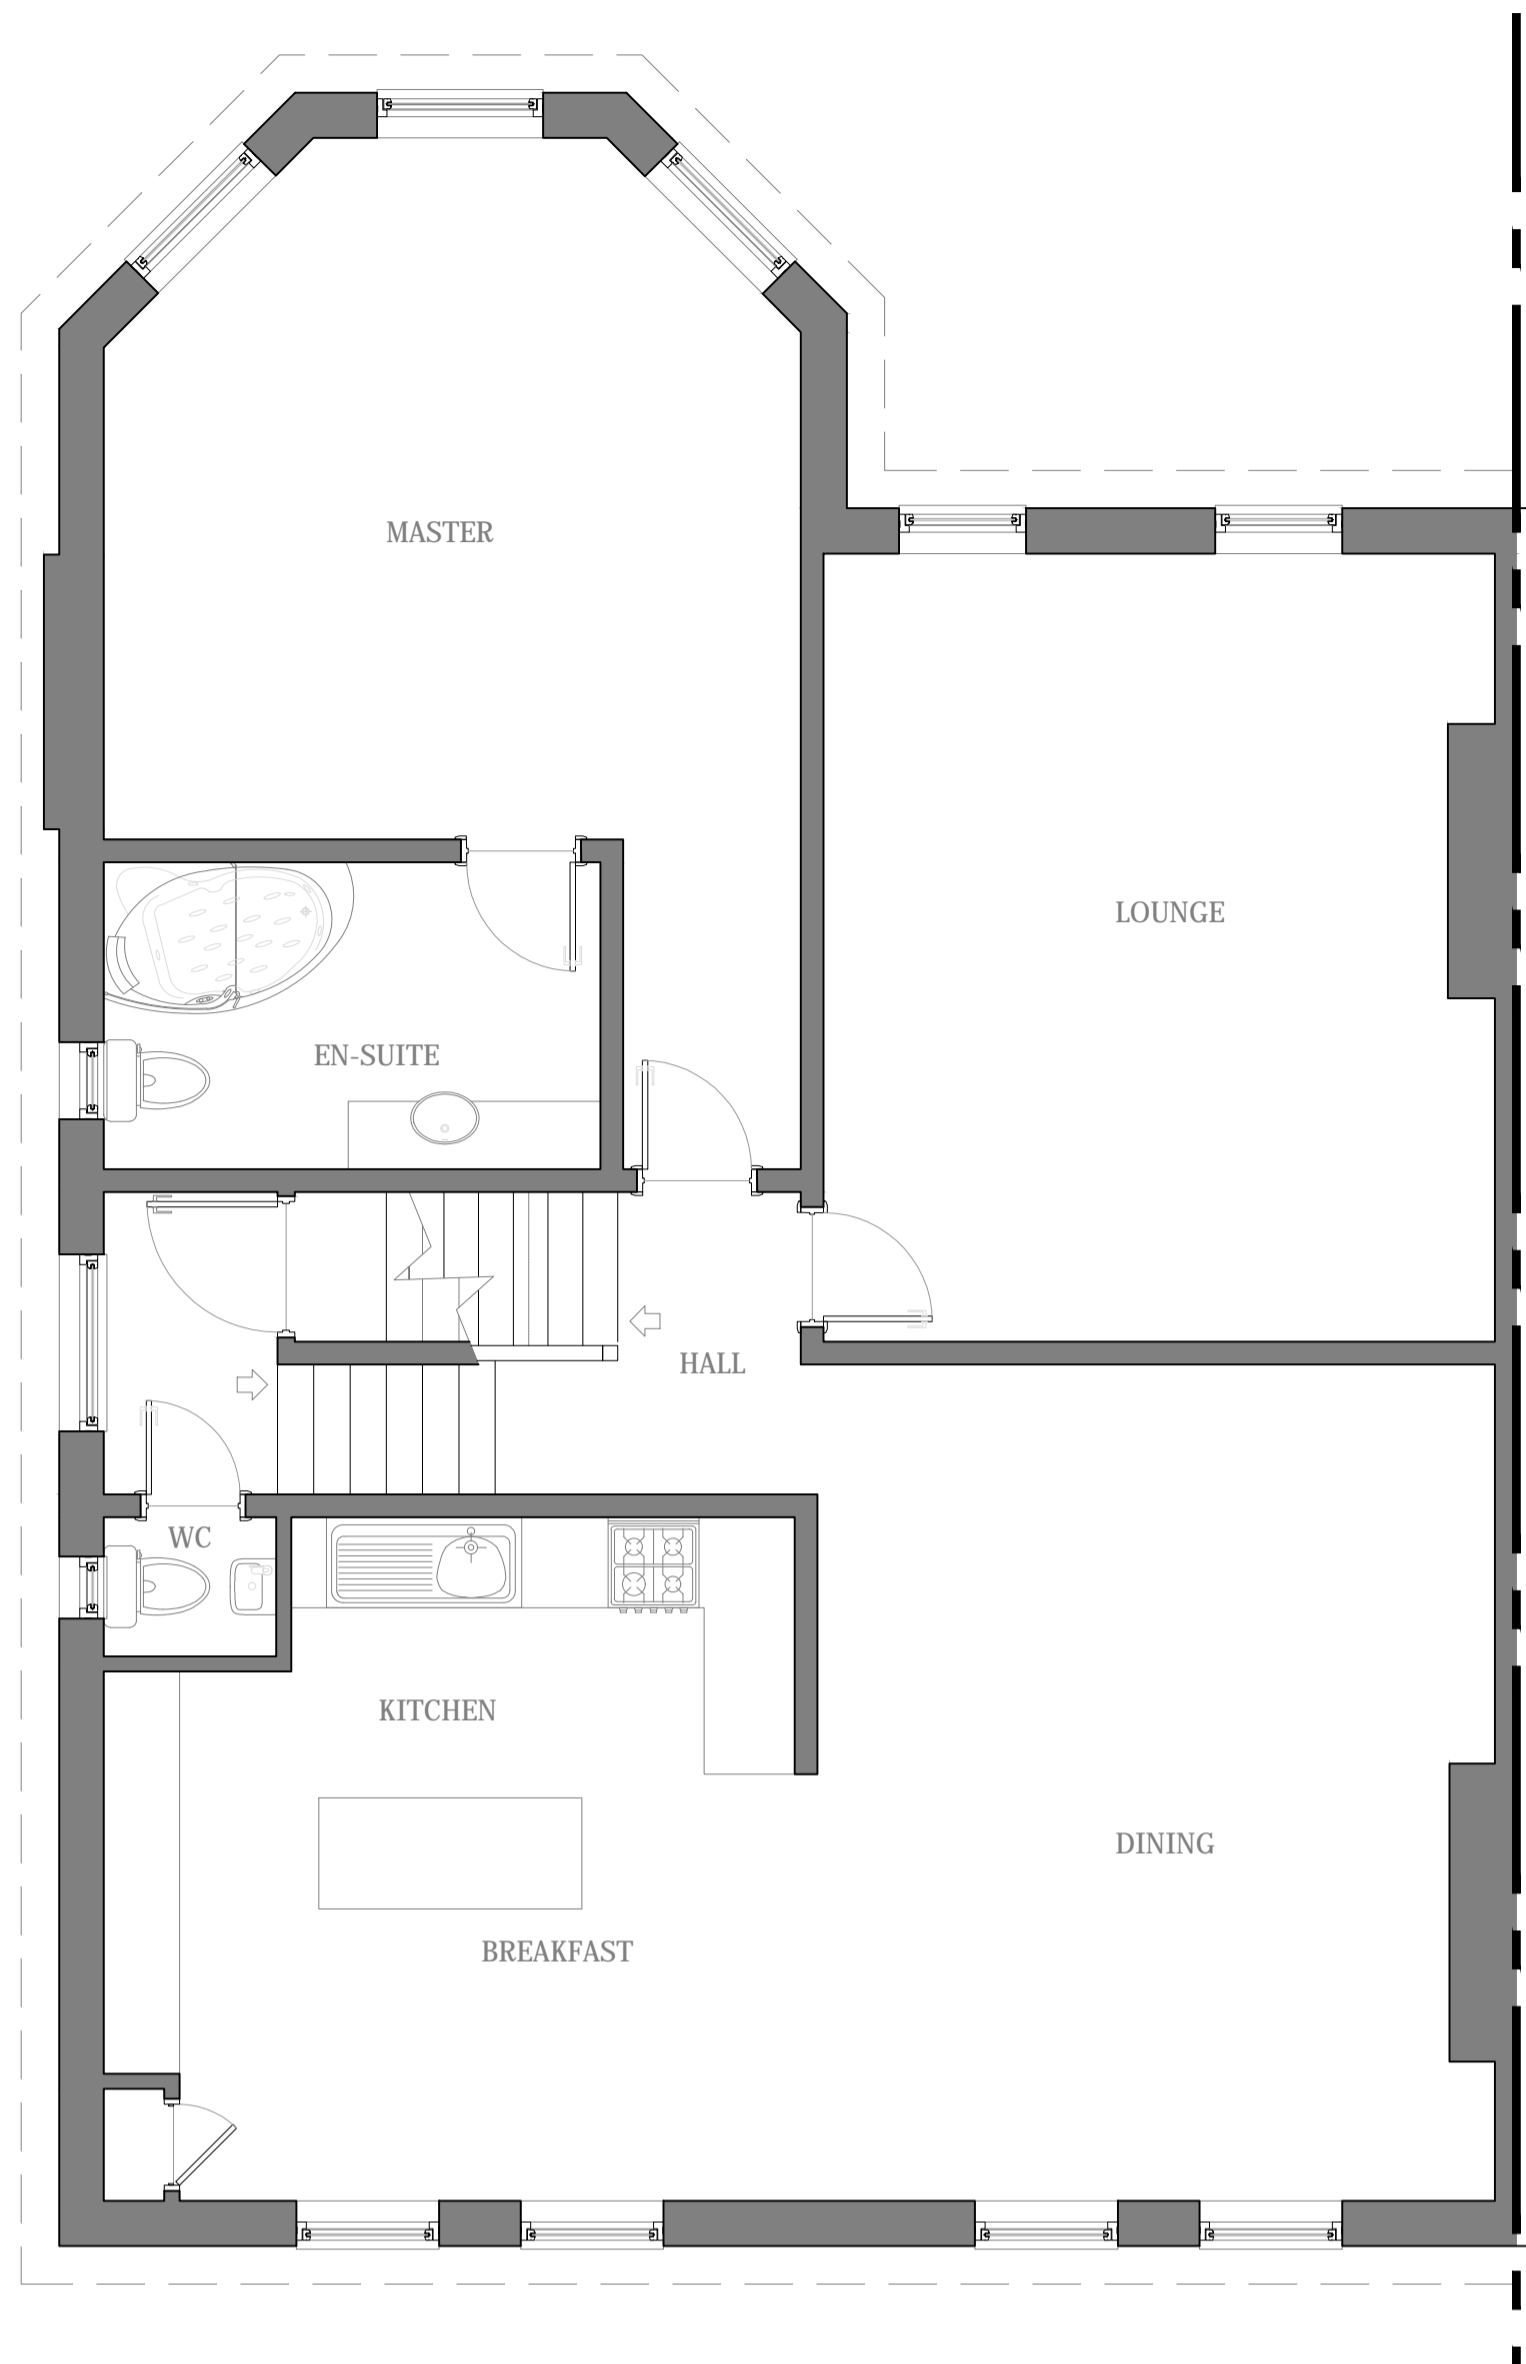 MASTER
LOUNGE
EN-SUITE
HALL
WC
KITCHEN
DINING
BREAKFAST